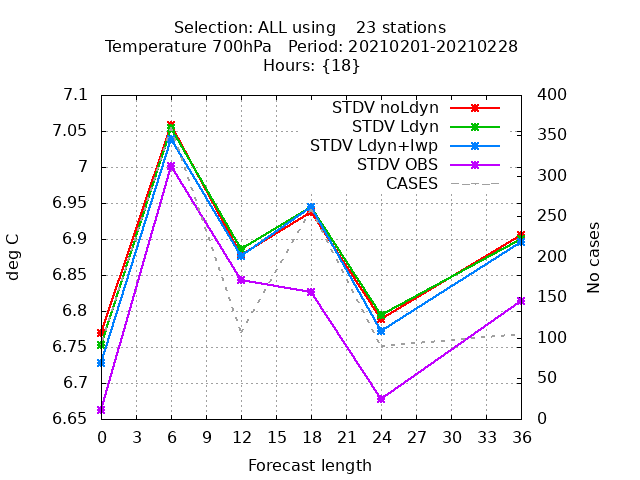 Selection: ALL using    23 stations
Temperature 700hPa   Period: 20210201-20210228
Hours: {18}
7.1
7.05
7
6.95
6.9
6.85
6.8
6.75
6.7
6.65
deg C
STDV noLdyn
STDV Ldyn
STDV Ldyn+lwp
STDV OBS
CASES
400
350
300
250
200
150
100
50
0
No cases
0 3 6 9 12 15 18 21 24 27 30 33 36
Forecast length